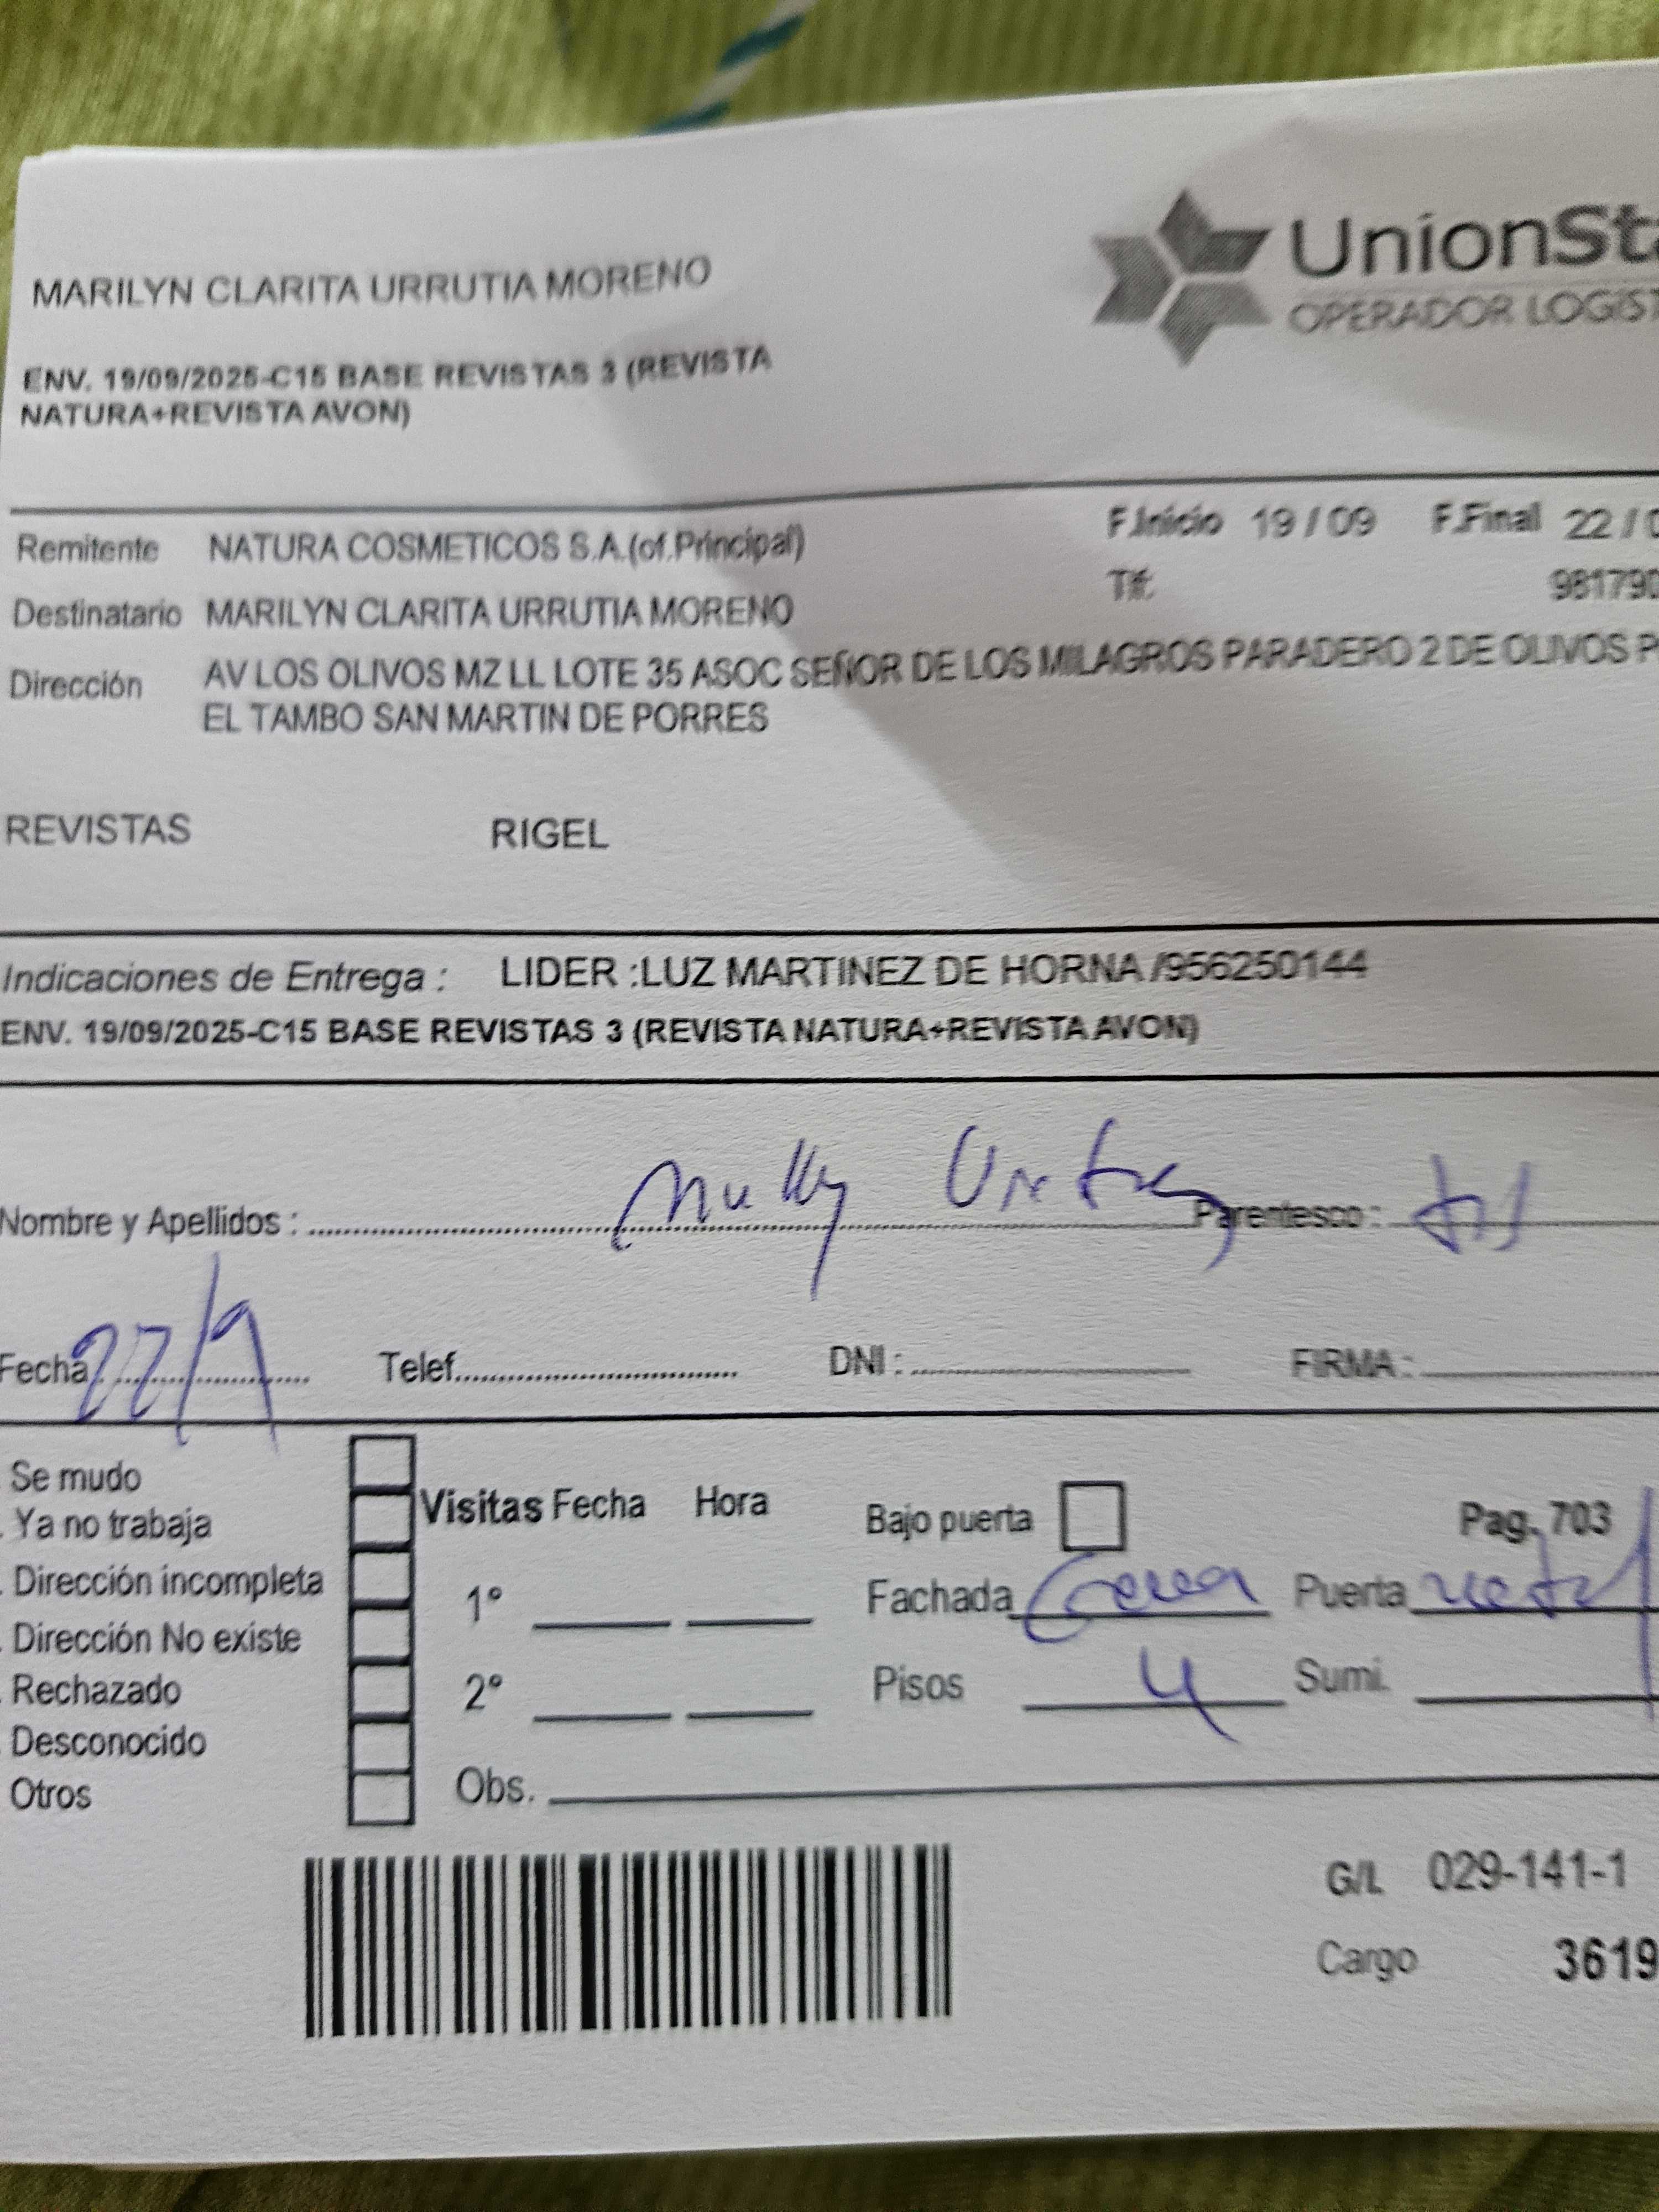 MARILYN CLARITA URRUTIA MORENO
UnionSta
OPERADOR LOGIST
ENV. 19/09/2025-C15 BASE REVISTAS 3 (REVISTA
NATURA+REVISTA AVON)
Remitente NATURA COSMETICOS S.A.(of.Principal) F.Inicio 19 / 09 F.Final 22 / 0
Destinatario MARILYN CLARITA URRUTIA MORENO Tlf: 981790
Dirección AV LOS OLIVOS MZ LL LOTE 35 ASOC SEÑOR DE LOS MILAGROS PARADERO 2 DE OLIVOS P
EL TAMBO SAN MARTIN DE PORRES
REVISTAS RIGEL
Indicaciones de Entrega : LIDER :LUZ MARTINEZ DE HORNA /956250144
ENV. 19/09/2025-C15 BASE REVISTAS 3 (REVISTA NATURA+REVISTA AVON)
Nombre y Apellidos : Parentesco :
Fecha 22/9 Telef. DNI : FIRMA :
Se mudo
. Ya no trabaja Visitas Fecha Hora Bajo puerta Pag. 703
. Dirección incompleta 1° Fachada Puerta
. Dirección No existe
. Rechazado 2° Pisos 4 Sumi.
. Desconocido
Otros Obs.
G/L 029-141-1
Cargo 3619